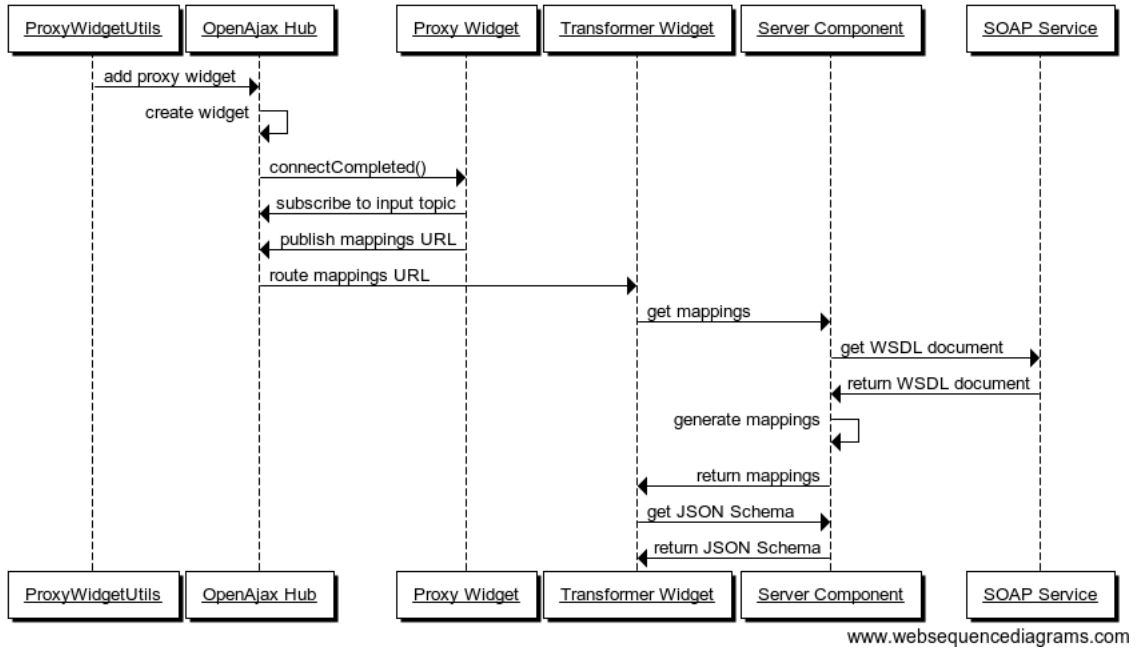 ProxyWidgetUtils OpenAjax Hub Proxy Widget Transformer Widget Server Component SOAP Service
add proxy widget
create widget
connectCompleted()
subscribe to input topic
publish mappings URL
route mappings URL
get mappings
get WSDL document
return WSDL document
generate mappings
return mappings
get JSON Schema
return JSON Schema
ProxyWidgetUtils OpenAjax Hub Proxy Widget Transformer Widget Server Component SOAP Service
www.websequencediagrams.com